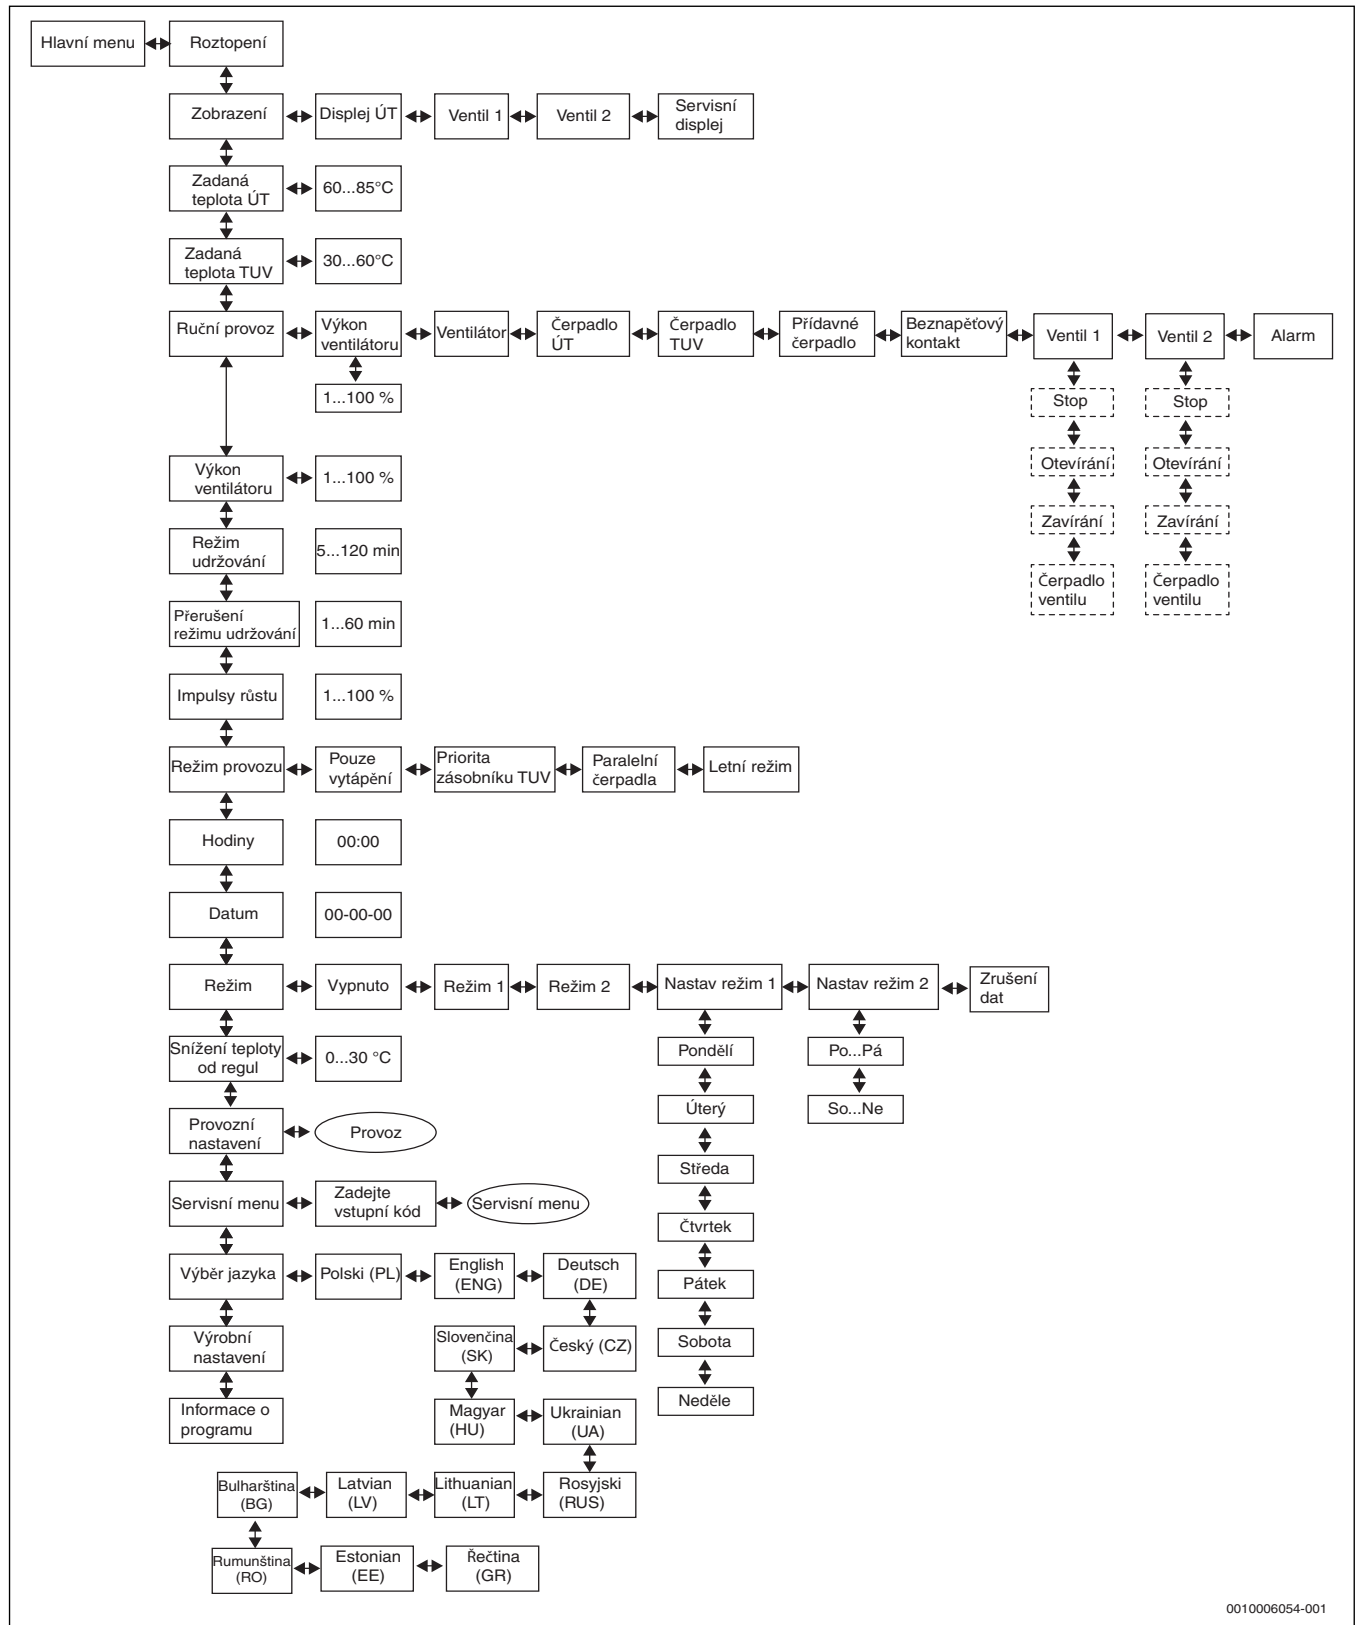 Hlavní menu
Roztopení
Zobrazení
Displej ÚT
Ventil 1
Ventil 2
Servisní
displej
Zadaná
teplota ÚT
60...85°C
Zadaná
teplota TUV
30...60°C
Ruční provoz
Výkon
ventilátoru
Ventilátor
Čerpadlo
ÚT
Čerpadlo
TUV
Přídavné
čerpadlo
Beznapěťový
kontakt
Ventil 1
Ventil 2
Alarm
1...100 %
Stop
Stop
Otevírání
Otevírání
Zavírání
Zavírání
Čerpadlo
ventilu
Čerpadlo
ventilu
Výkon
ventilátoru
1...100 %
Režim
udržování
5...120 min
Přerušení
režimu udržování
1...60 min
Impulsy růstu
1...100 %
Režim provozu
Pouze
vytápění
Priorita
zásobníku TUV
Paralelní
čerpadla
Letní režim
Hodiny
00:00
Datum
00-00-00
Režim
Vypnuto
Režim 1
Režim 2
Nastav režim 1
Nastav režim 2
Zrušení
dat
Pondělí
Úterý
Středa
Čtvrtek
Pátek
Sobota
Neděle
Po...Pá
So...Ne
Snížení teploty
od regul
0...30 °C
Provozní
nastavení
Provoz
Servisní menu
Zadejte
vstupní kód
Servisní menu
Výběr jazyka
Polski (PL)
English
(ENG)
Deutsch
(DE)
Slovenčina
(SK)
Český (CZ)
Magyar
(HU)
Ukrainian
(UA)
Výrobní
nastavení
Informace o
programu
Bulharština
(BG)
Latvian
(LV)
Lithuanian
(LT)
Rosyjski
(RUS)
Rumunština
(RO)
Estonian
(EE)
Řečtina
(GR)
0010006054-001